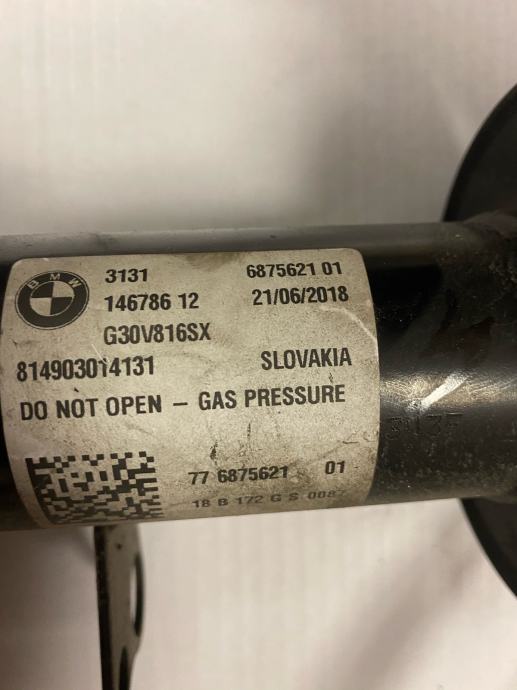 BMW
3131 6875621 01
146786 12 21/06/2018
G30V816SX
814903014131 SLOVAKIA
DO NOT OPEN – GAS PRESSURE
77 6875621 01
18 B 172 G S 0087